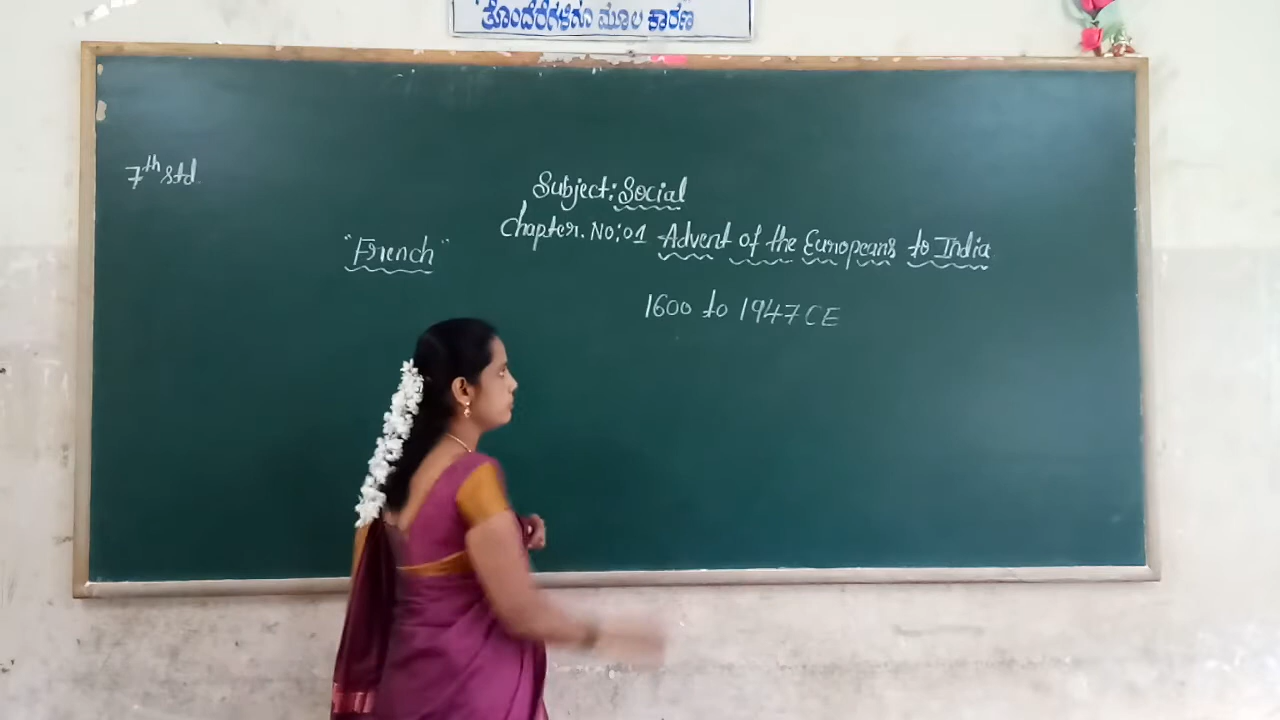 ತೊಂದರೆಗಳಿಗೂ ಮೂಲ ಕಾರಣ
7th std
Subject: Social
Chapter. No:01 Advent of the Europeans to India
"French"
1600 to 1947 CE